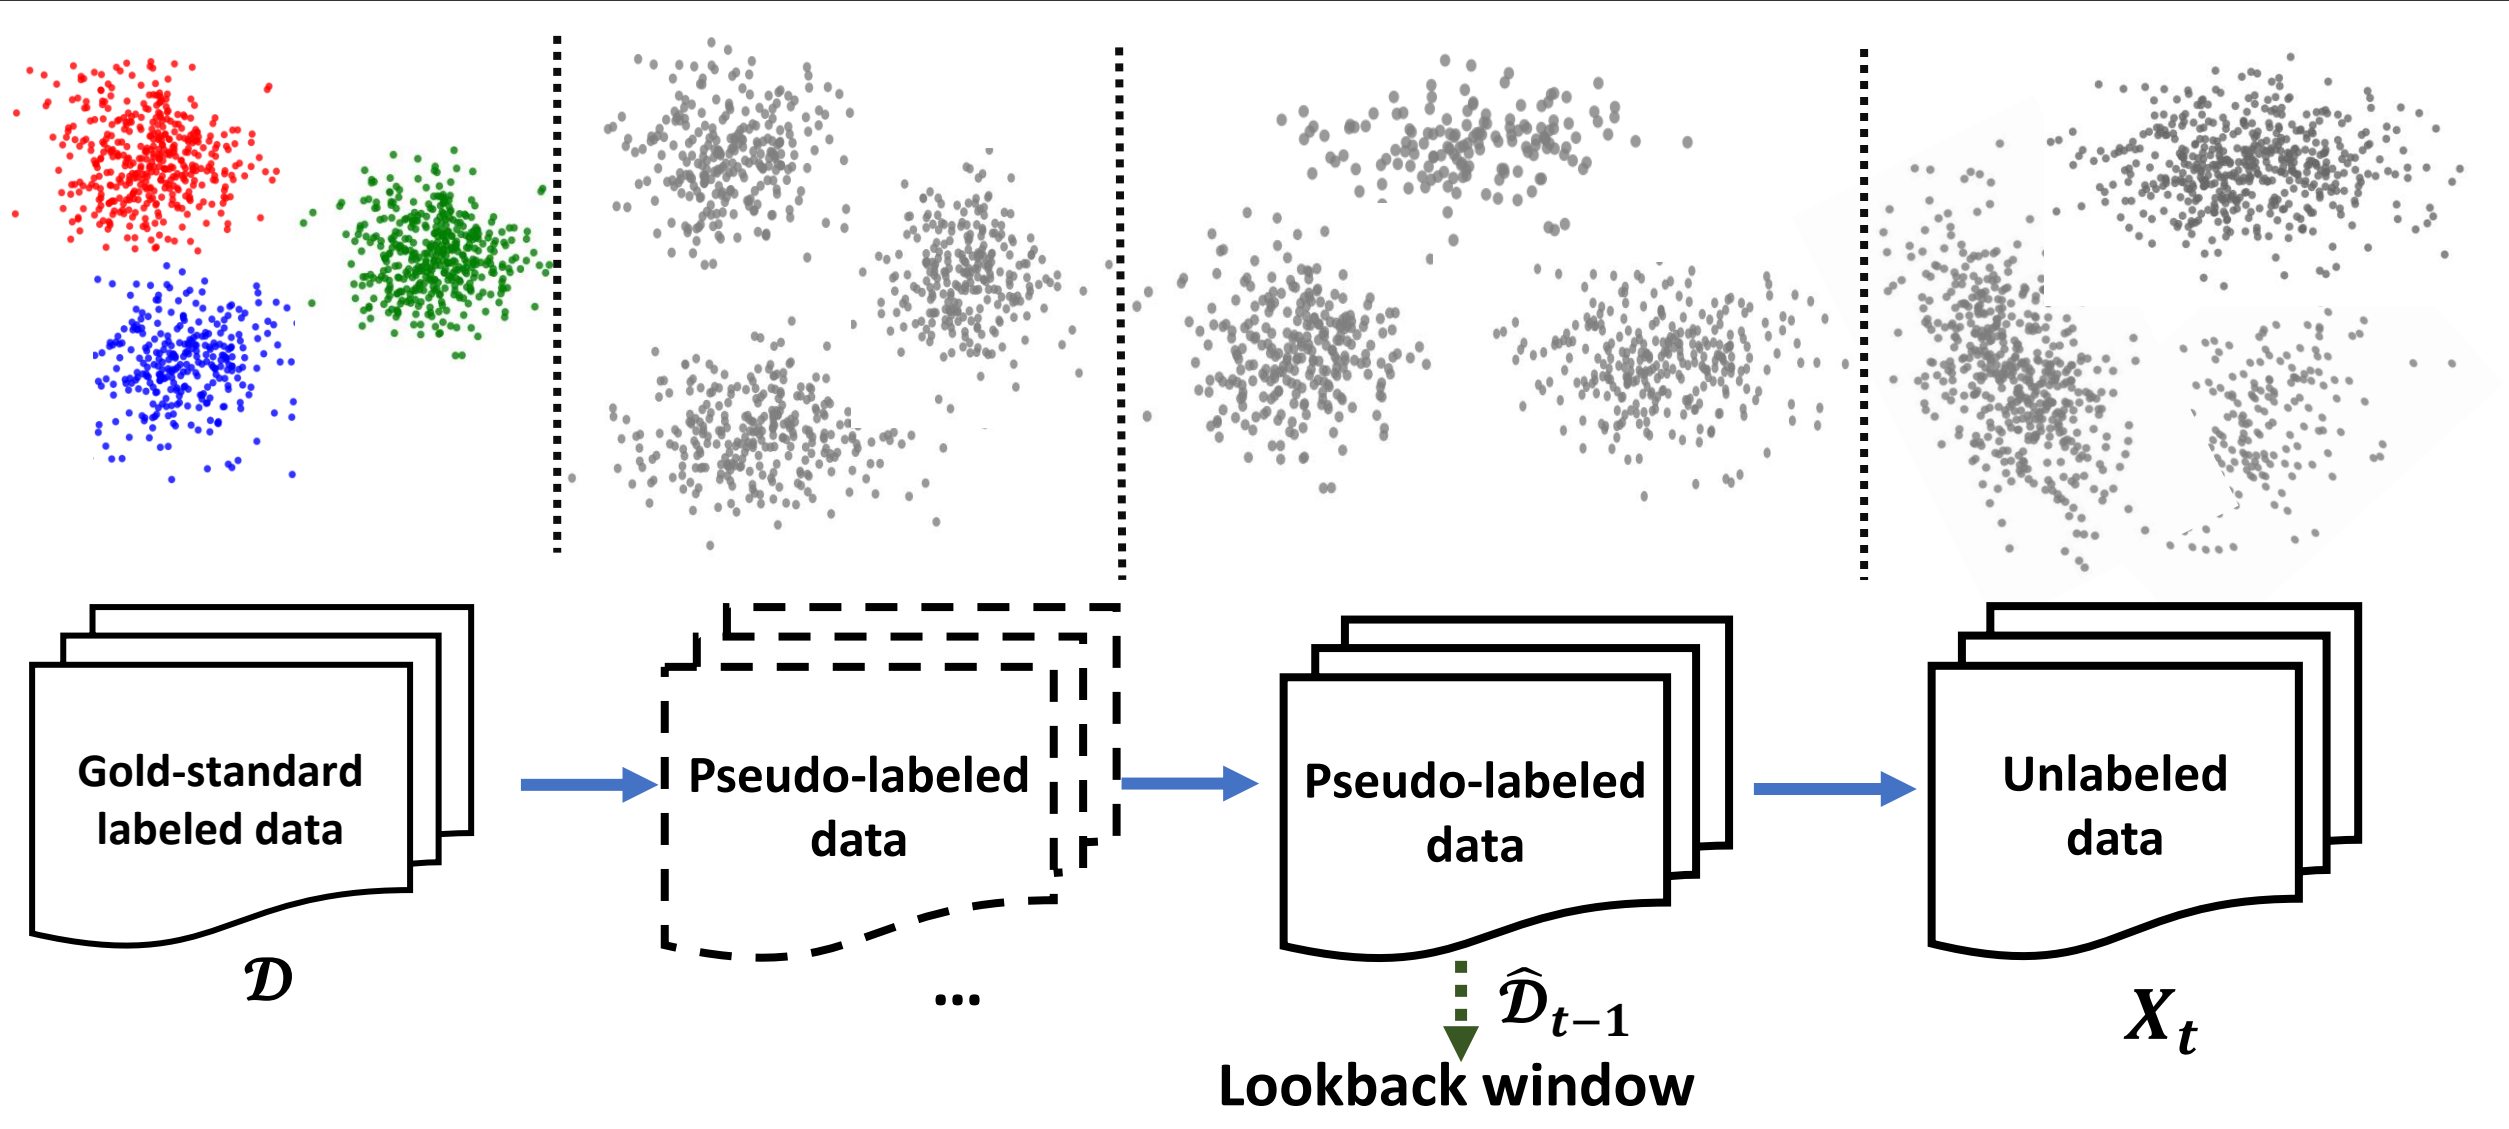 Gold-standard
labeled data
Pseudo-labeled
data
Pseudo-labeled
data
Unlabeled
data
𝒟
...
𝒟̂ₜ₋₁
Xₜ
Lookback window